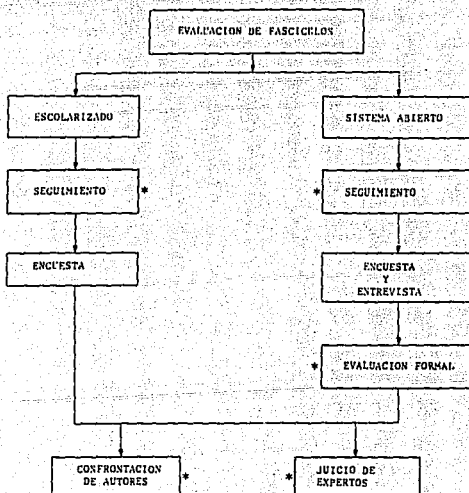 EVALUACION DE FASCICULOS
ESCOLARIZADO
SISTEMA ABIERTO
SEGUIMIENTO *
* SEGUIMIENTO
ENCUESTA
ENCUESTA
Y
ENTREVISTA
* EVALUACION FORMAL
CONFRONTACION
DE AUTORES *
* JUICIO DE
EXPERTOS